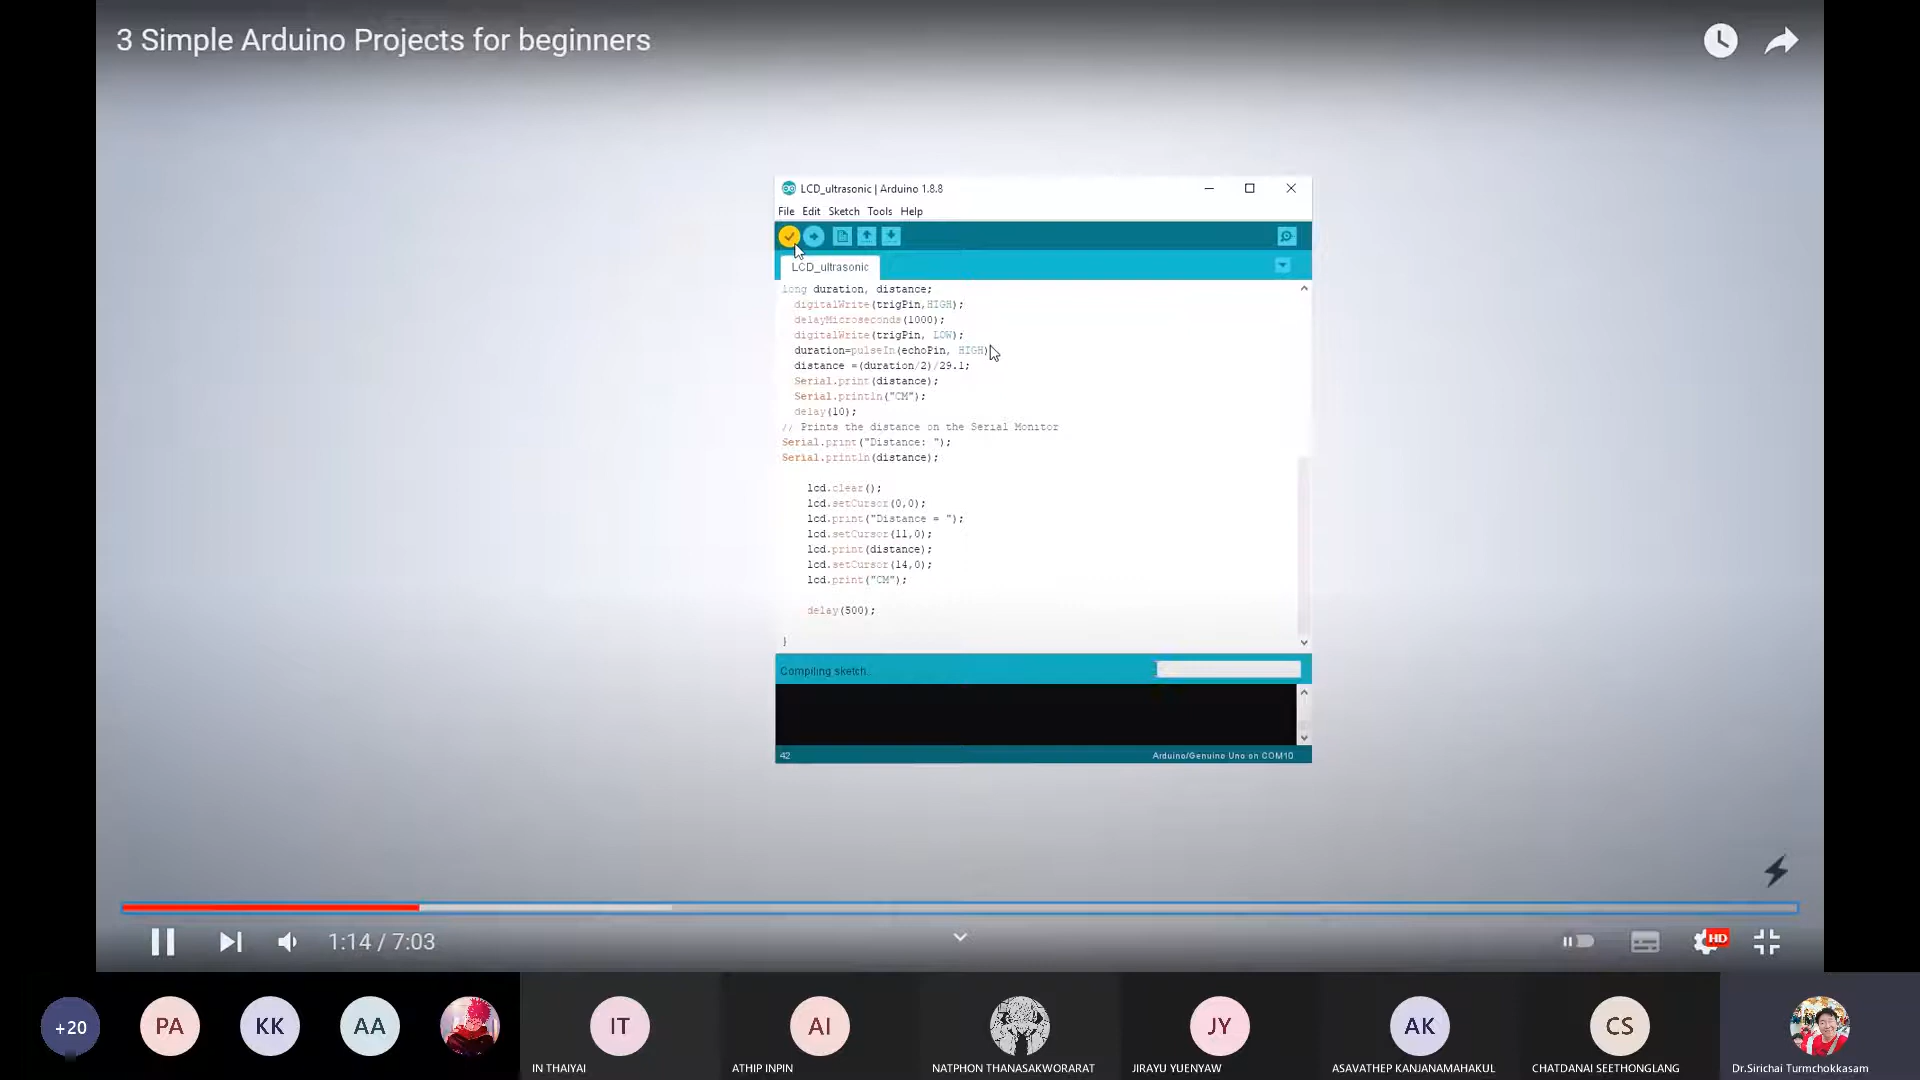 3 Simple Arduino Projects for beginners
LCD_ultrasonic | Arduino 1.8.8
File Edit Sketch Tools Help
LCD_ultrasonic
long duration, distance;
digitalWrite(trigPin,HIGH);
delayMicroseconds(1000);
digitalWrite(trigPin, LOW);
duration=pulseIn(echoPin, HIGH)
distance =(duration/2)/29.1;
Serial.print(distance);
Serial.println("CM");
delay(10);
// Prints the distance on the Serial Monitor
Serial.print("Distance: ");
Serial.println(distance);
lcd.clear();
lcd.setCursor(0,0);
lcd.print("Distance = ");
lcd.setCursor(11,0);
lcd.print(distance);
lcd.setCursor(14,0);
lcd.print("CM");
delay(500);
}
Compiling sketch...
42 Arduino/Genuino Uno on COM10
1:14 / 7:03 HD
+20 PA KK AA IT AI JY AK CS
IN THAIYAI ATHIP INPIN NATPHON THANASAKWORARAT JIRAYU YUENYAW ASAVATHEP KANJANAMAHAKUL CHATDANAI SEETHONGLANG Dr.Sirichai Turmchokkasam